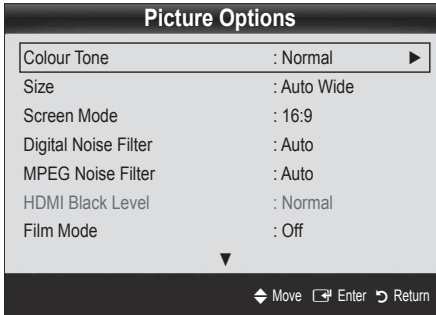 Picture Options
Colour Tone : Normal ►
Size : Auto Wide
Screen Mode : 16:9
Digital Noise Filter : Auto
MPEG Noise Filter : Auto
HDMI Black Level : Normal
Film Mode : Off
▼
Move Enter Return